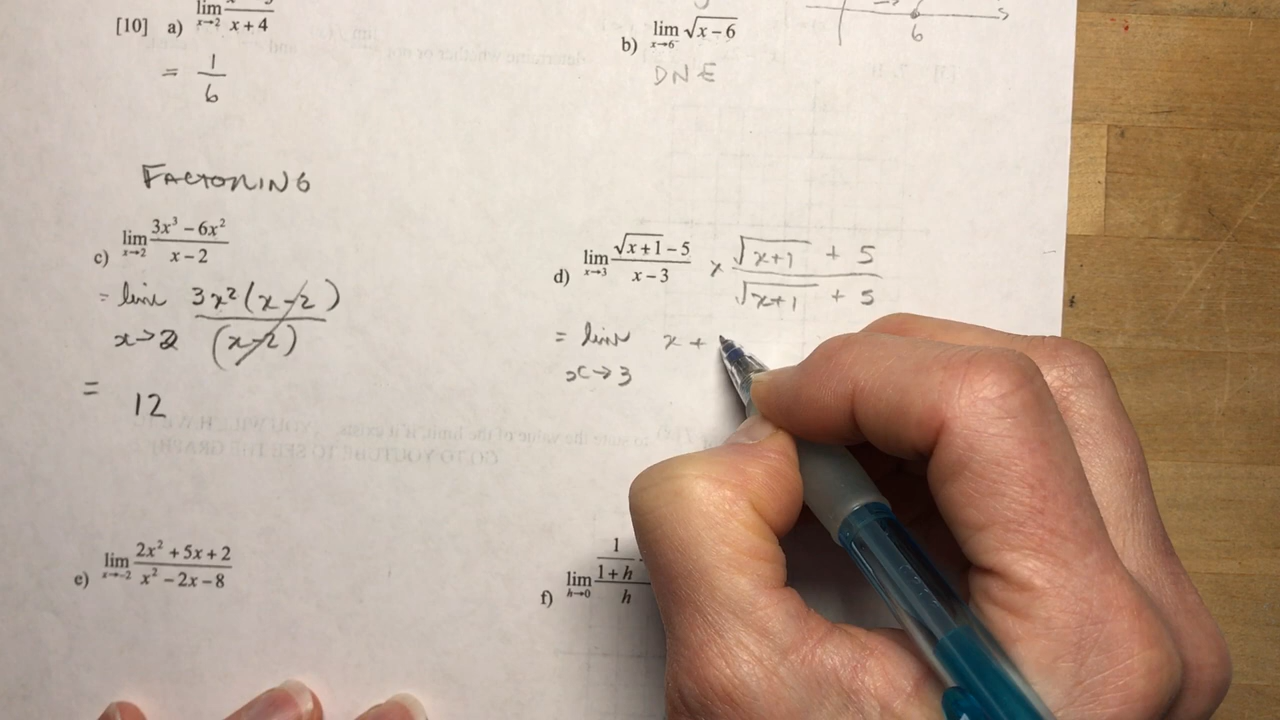 [10] a) lim x→2 x + 4
= 1/6
b) lim x→6 √x − 6
DNE
6
FACTORING
c) lim x→2 3x³ − 6x² / x − 2
= lim x→2 3x²(x−2) / (x−2)
= 12
d) lim x→3 √x+1 − 5 / x − 3 × √x+1 + 5 / √x+1 + 5
= lim x→3 x +
e) lim x→−2 2x² + 5x + 2 / x² − 2x − 8
f) lim h→0 1 / 1 + h / h